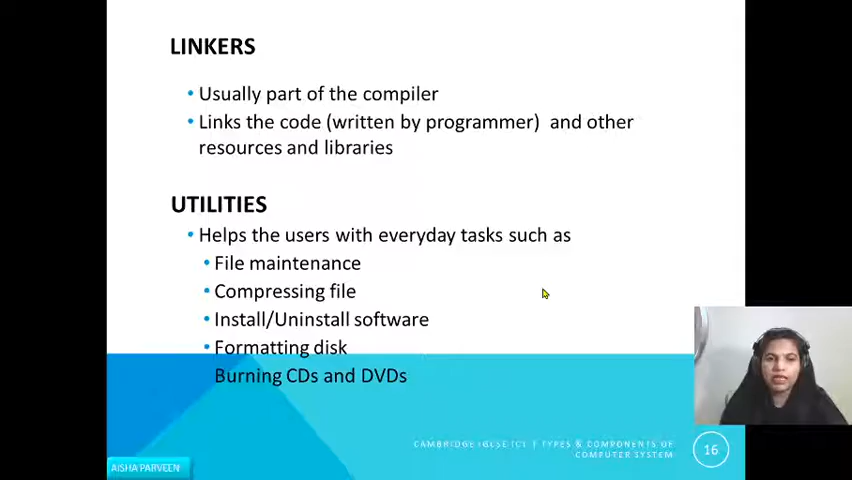 LINKERS
• Usually part of the compiler
• Links the code (written by programmer) and other
resources and libraries
UTILITIES
• Helps the users with everyday tasks such as
• File maintenance
• Compressing file
• Install/Uninstall software
• Formatting disk
Burning CDs and DVDs
CAMBRIDGE IGCSE ICT | TYPES & COMPONENTS OF
COMPUTER SYSTEM
16
AISHA PARVEEN